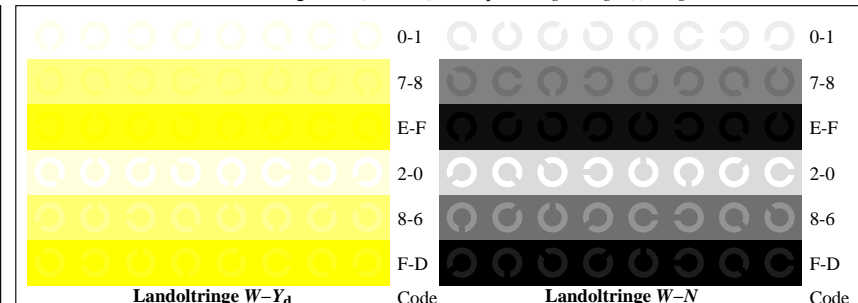 0-1 0-1
7-8 7-8
E-F E-F
2-0 2-0
8-6 8-6
F-D F-D
Landoltringe W–Yd Code Landoltringe W–N Code